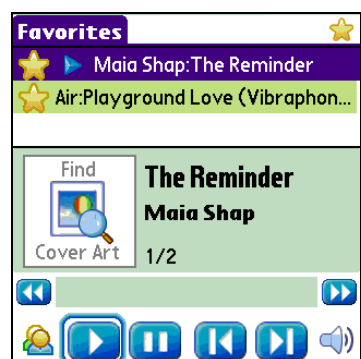 Favorites
Maia Shap:The Reminder
Air:Playground Love (Vibraphon...
Find
Cover Art
The Reminder
Maia Shap
1/2